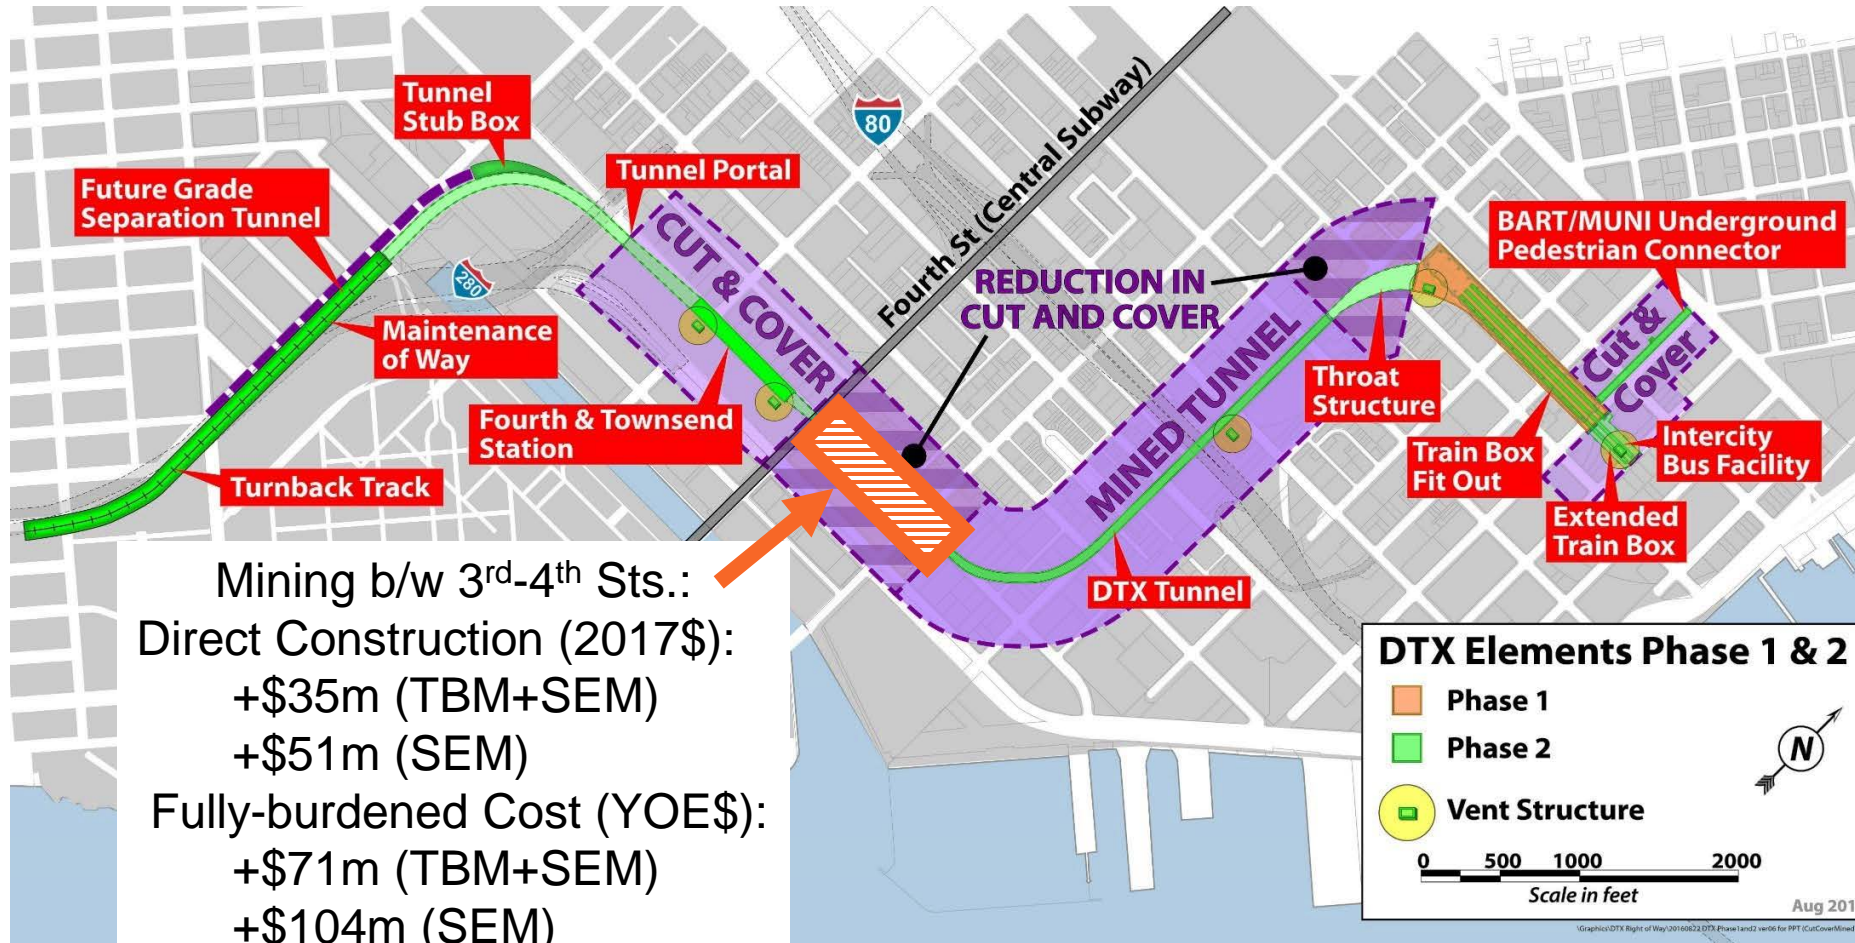 Tunnel
Stub Box
80
Tunnel Portal
Future Grade
Separation Tunnel
Fourth St (Central Subway)
BART/MUNI Underground
Pedestrian Connector
CUT & COVER
280
REDUCTION IN
CUT AND COVER
Maintenance
of Way
MINED TUNNEL
Throat
Structure
Cut &
Cover
Fourth & Townsend
Station
Train Box
Fit Out
Intercity
Bus Facility
Turnback Track
Extended
Train Box
DTX Tunnel
Mining b/w 3rd-4th Sts.:
Direct Construction (2017$):
+$35m (TBM+SEM)
+$51m (SEM)
Fully-burdened Cost (YOE$):
+$71m (TBM+SEM)
+$104m (SEM)
DTX Elements Phase 1 & 2
Phase 1
Phase 2
N
Vent Structure
0 500 1000 2000
Scale in feet
Aug 201